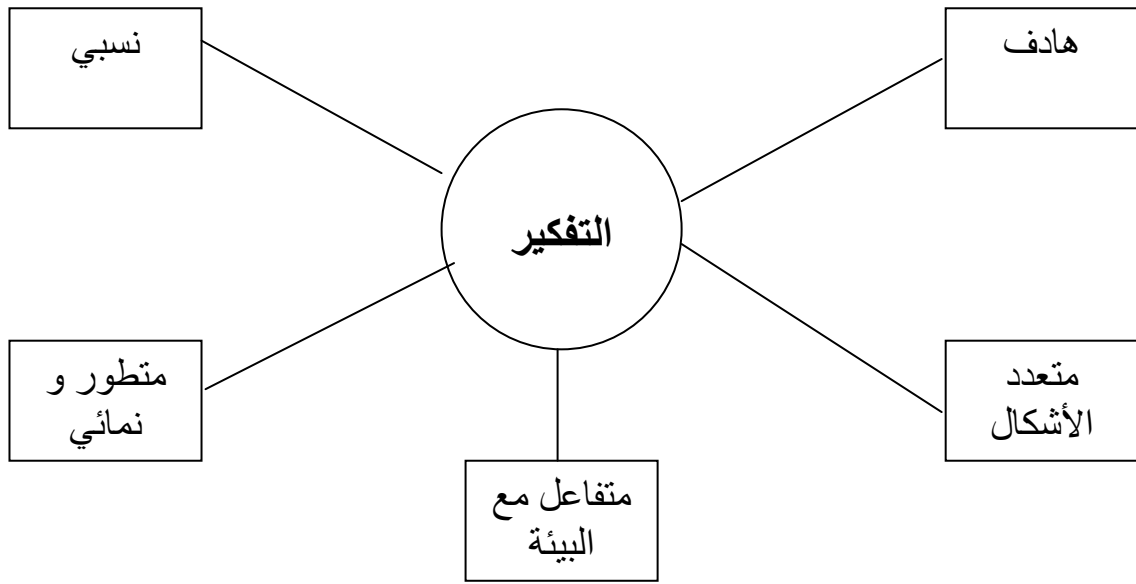 هادف
نسبي
التفكير
متعدد
الأشكال
متطور و
نمائي
متفاعل مع
البيئة